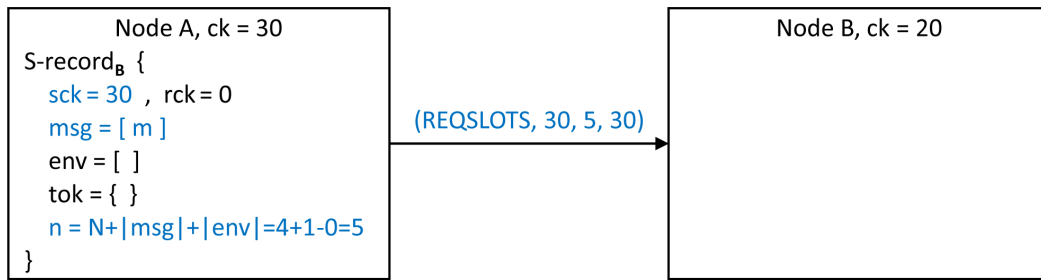 Node A, ck = 30
S-record_B {
sck = 30 , rck = 0
msg = [ m ]
env = [ ]
tok = { }
n = N+|msg|+|env|=4+1-0=5
}
(REQSLOTS, 30, 5, 30)
Node B, ck = 20